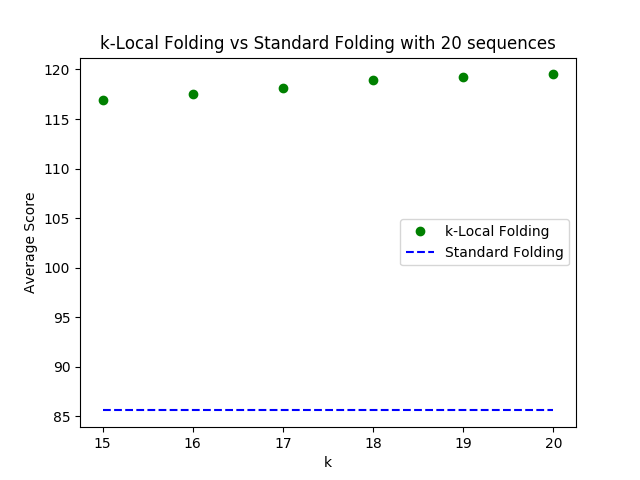 k-Local Folding vs Standard Folding with 20 sequences
120
115
110
105
100
95
90
85
Average Score
k-Local Folding
Standard Folding
15 16 17 18 19 20
k